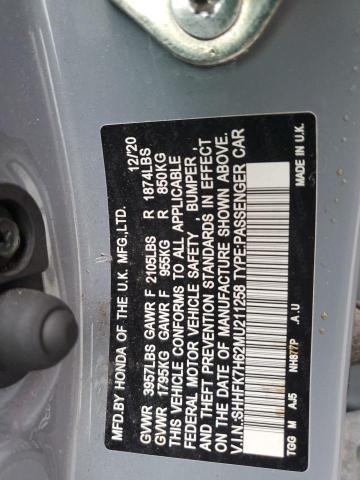 MFD.BY HONDA OF THE U.K. MFG.,LTD. 12/20
GVWR 3957LBS GAWR F 2105LBS R 1874LBS
GVWR 1795KG GAWR F 955KG R 850KG
THIS VEHICLE CONFORMS TO ALL APPLICABLE
FEDERAL MOTOR VEHICLE SAFETY , BUMPER ,
AND THEFT PREVENTION STANDARDS IN EFFECT
ON THE DATE OF MANUFACTURE SHOWN ABOVE.
V.I.N.:SHHFK7H62MU211258 TYPE:PASSENGER CAR
TGG M AJ5 NH877P .A.U MADE IN U.K.